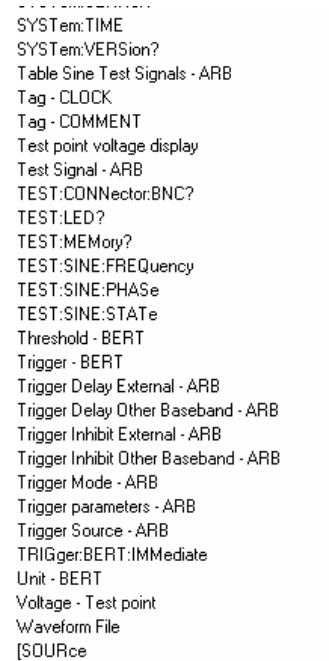 SYSTem:TIME
SYSTem:VERSion?
Table Sine Test Signals - ARB
Tag - CLOCK
Tag - COMMENT
Test point voltage display
Test Signal - ARB
TEST:CONNector:BNC?
TEST:LED?
TEST:MEMory?
TEST:SINE:FREQuency
TEST:SINE:PHASe
TEST:SINE:STATe
Threshold - BERT
Trigger - BERT
Trigger Delay External - ARB
Trigger Delay Other Baseband - ARB
Trigger Inhibit External - ARB
Trigger Inhibit Other Baseband - ARB
Trigger Mode - ARB
Trigger parameters - ARB
Trigger Source - ARB
TRIGger:BERT:IMMediate
Unit - BERT
Voltage - Test point
Waveform File
[SOURce